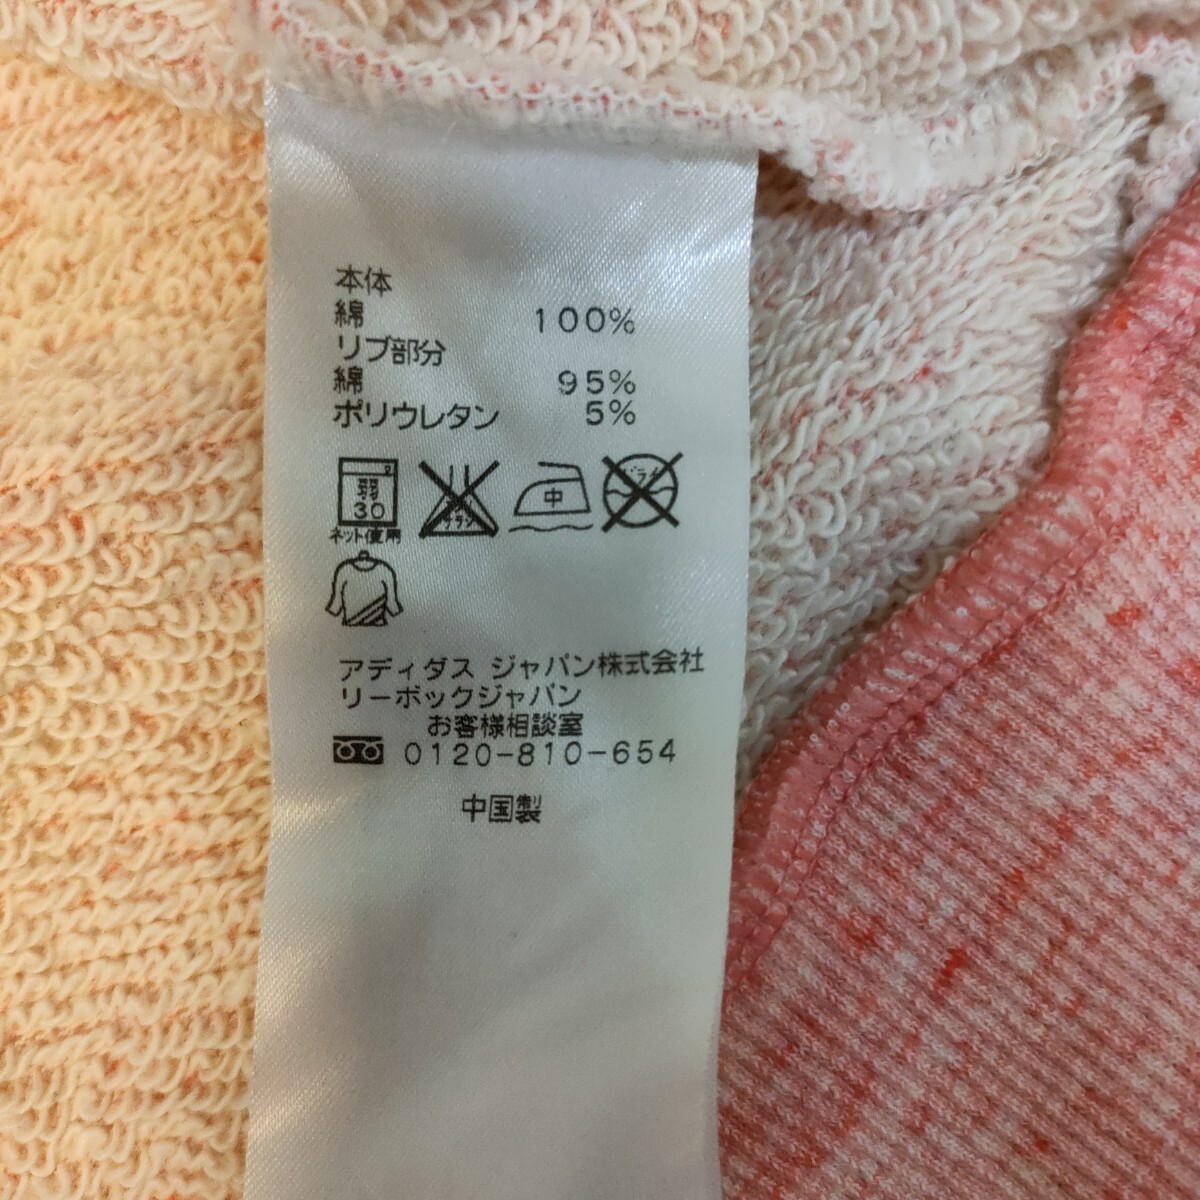 本体
綿 100%
リブ部分
綿 95%
ポリウレタン 5%
弱
30
ネット使用
中
ドライ
アディダス ジャパン株式会社
リーボックジャパン
お客様相談室
0120-810-654
中国製